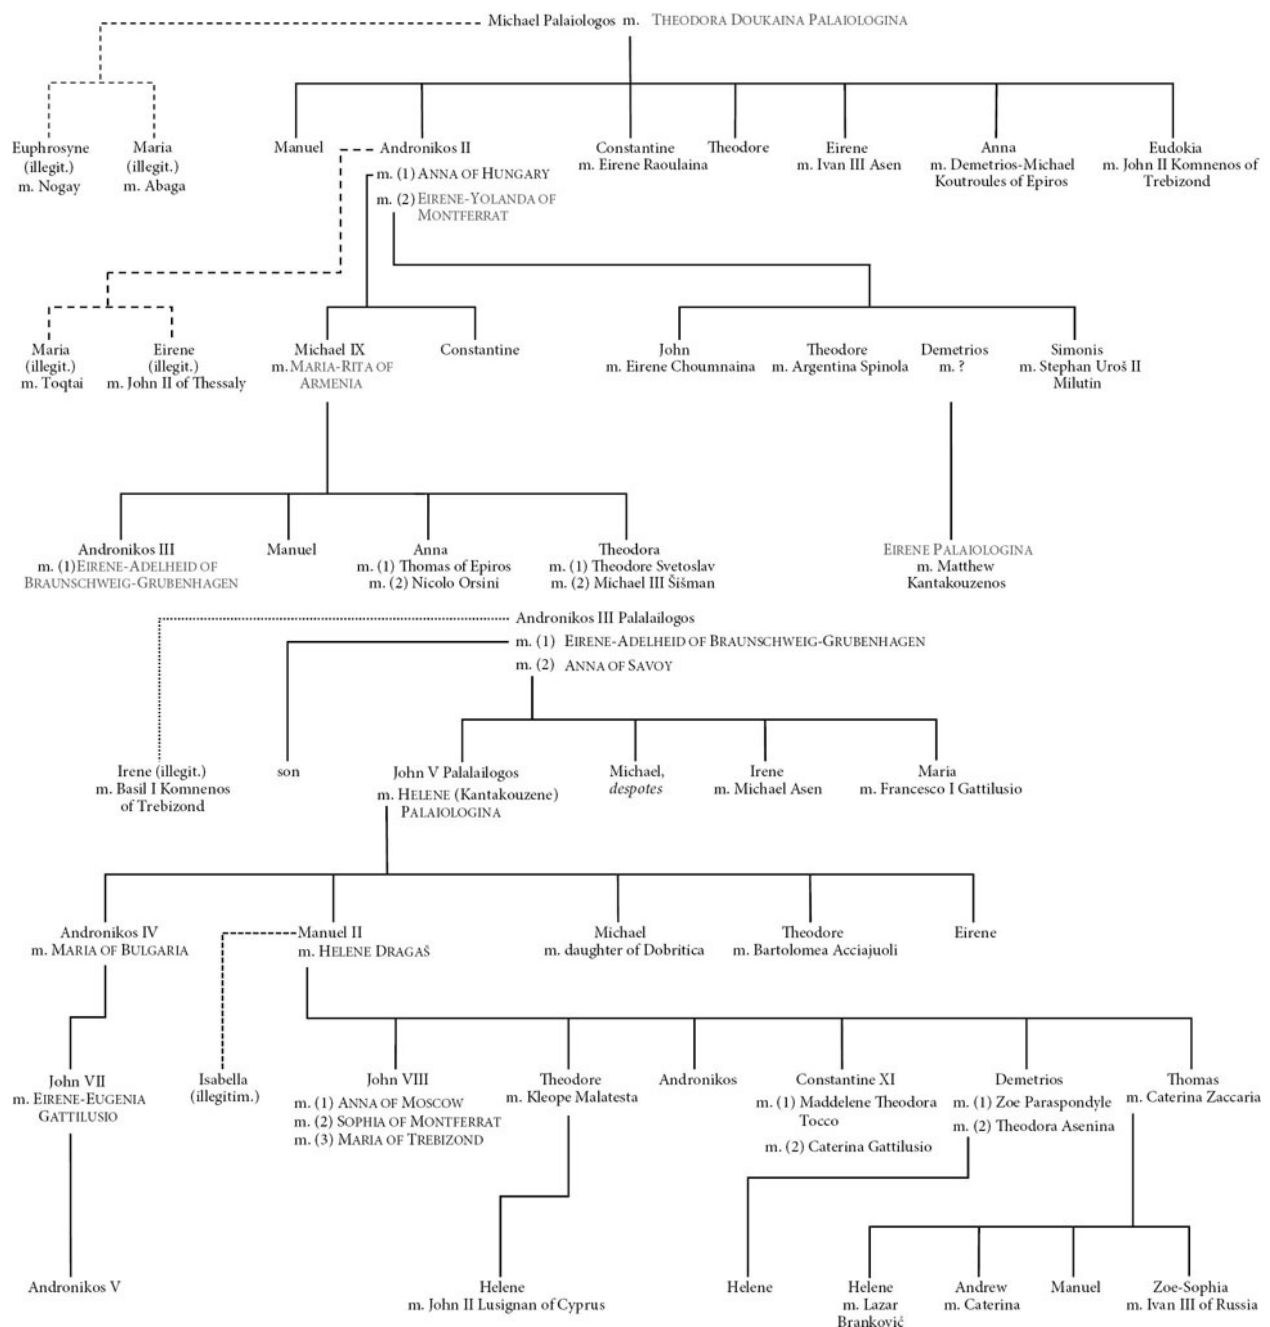 Michael Palaiologos m. THEODORA DOUKAINA PALAIOLOGINA
Euphrosyne
(illegit.)
m. Nogay
Maria
(illegit.)
m. Abaga
Manuel
Andronikos II
m. (1) ANNA OF HUNGARY
m. (2) EIRENE-YOLANDA OF
MONTFERRAT
Constantine
m. Eirene Raoulaina
Theodore
Eirene
m. Ivan III Asen
Anna
m. Demetrios-Michael
Koutroules of Epiros
Eudokia
m. John II Komnenos of
Trebizond
Maria
(illegit.)
m. Toqtai
Eirene
(illegit.)
m. John II of Thessaly
Michael IX
m. MARIA-RITA OF
ARMENIA
Constantine
John
m. Eirene Choumnaina
Theodore
m. Argentina Spinola
Demetrios
m. ?
Simonis
m. Stephan Uroš II
Milutin
Andronikos III
m. (1)EIRENE-ADELHEID OF
BRAUNSCHWEIG-GRUBENHAGEN
Manuel
Anna
m. (1) Thomas of Epiros
m. (2) Nicolo Orsini
Theodora
m. (1) Theodore Svetoslav
m. (2) Michael III Šišman
EIRENE PALAIOLOGINA
m. Matthew
Kantakouzenos
Andronikos III Palalailogos
m. (1) EIRENE-ADELHEID OF BRAUNSCHWEIG-GRUBENHAGEN
m. (2) ANNA OF SAVOY
Irene (illegit.)
m. Basil I Komnenos
of Trebizond
son
John V Palalailogos
m. HELENE (Kantakouzene)
PALAIOLOGINA
Michael,
despotes
Irene
m. Michael Asen
Maria
m. Francesco I Gattilusio
Andronikos IV
m. MARIA OF BULGARIA
Manuel II
m. HELENE DRAGAŠ
Michael
m. daughter of Dobritica
Theodore
m. Bartolomea Acciajuoli
Eirene
John VII
m. EIRENE-EUGENIA
GATTILUSIO
Isabella
(illegitim.)
John VIII
m. (1) ANNA OF MOSCOW
m. (2) SOPHIA OF MONTFERRAT
m. (3) MARIA OF TREBIZOND
Theodore
m. Kleope Malatesta
Andronikos
Constantine XI
m. (1) Maddelene Theodora
Tocco
m. (2) Caterina Gattilusio
Demetrios
m. (1) Zoe Paraspondyle
m. (2) Theodora Asenina
Thomas
m. Caterina Zaccaria
Andronikos V
Helene
m. John II Lusignan of Cyprus
Helene
Helene
m. Lazar
Branković
Andrew
m. Caterina
Manuel
Zoe-Sophia
m. Ivan III of Russia